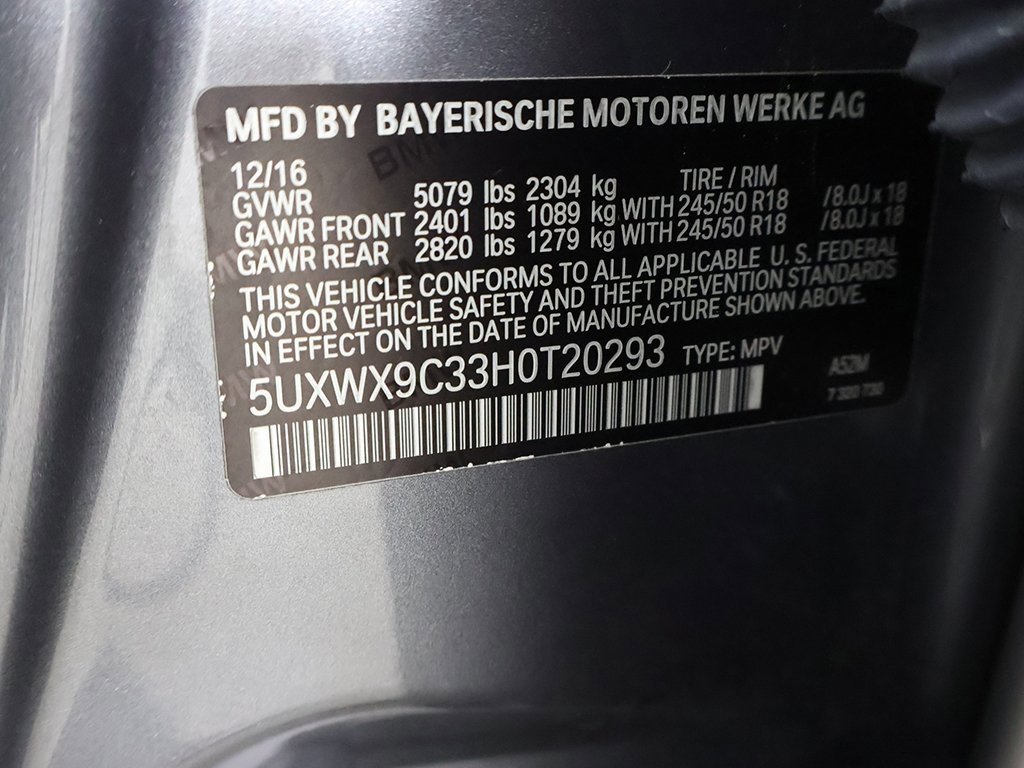 MFD BY BAYERISCHE MOTOREN WERKE AG
12/16 TIRE / RIM
GVWR 5079 lbs 2304 kg
GAWR FRONT 2401 lbs 1089 kg WITH 245/50 R18 /8.0J x 18
GAWR REAR 2820 lbs 1279 kg WITH 245/50 R18 /8.0J x 18
THIS VEHICLE CONFORMS TO ALL APPLICABLE U. S. FEDERAL
MOTOR VEHICLE SAFETY AND THEFT PREVENTION STANDARDS
IN EFFECT ON THE DATE OF MANUFACTURE SHOWN ABOVE.
5UXWX9C33H0T20293 TYPE: MPV A52M